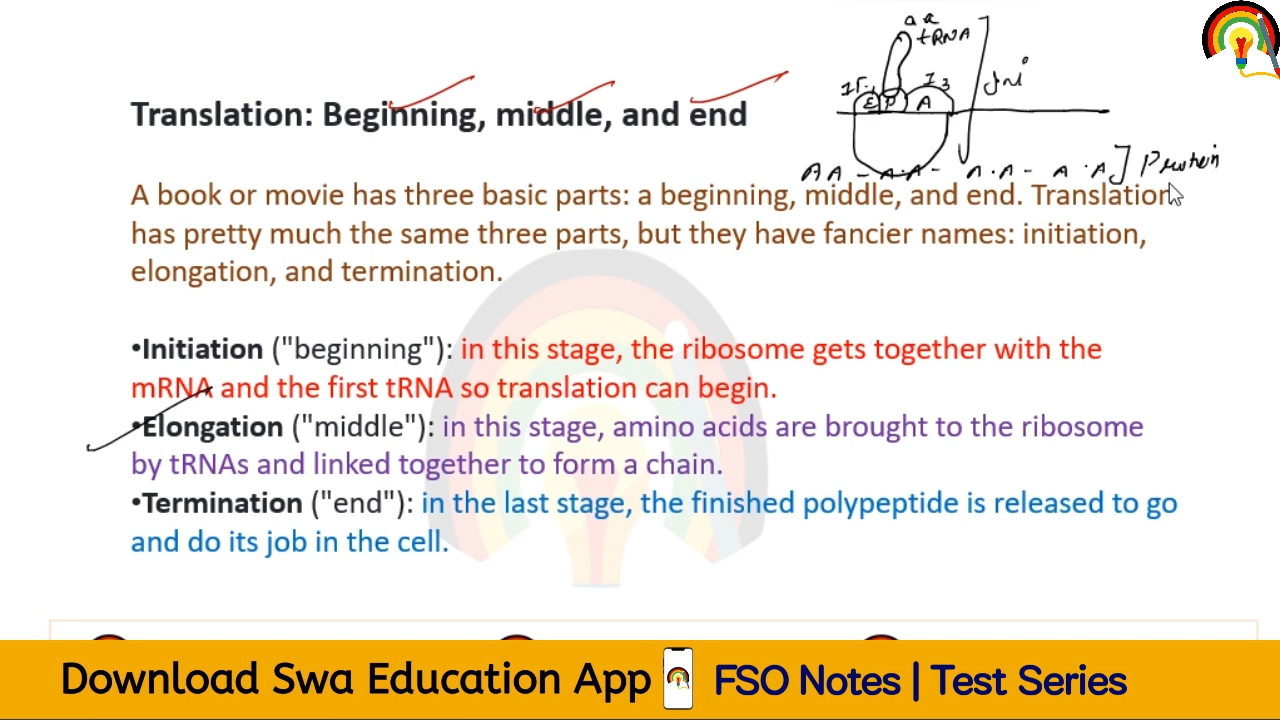 a a
tRNA
I3
E P A
Ini
Translation: Beginning, middle, and end
AA - A.A - A.A - A.A ] Protein
A book or movie has three basic parts: a beginning, middle, and end. Translation
has pretty much the same three parts, but they have fancier names: initiation,
elongation, and termination.
•Initiation ("beginning"): in this stage, the ribosome gets together with the
mRNA and the first tRNA so translation can begin.
•Elongation ("middle"): in this stage, amino acids are brought to the ribosome
by tRNAs and linked together to form a chain.
•Termination ("end"): in the last stage, the finished polypeptide is released to go
and do its job in the cell.
Download Swa Education App FSO Notes | Test Series